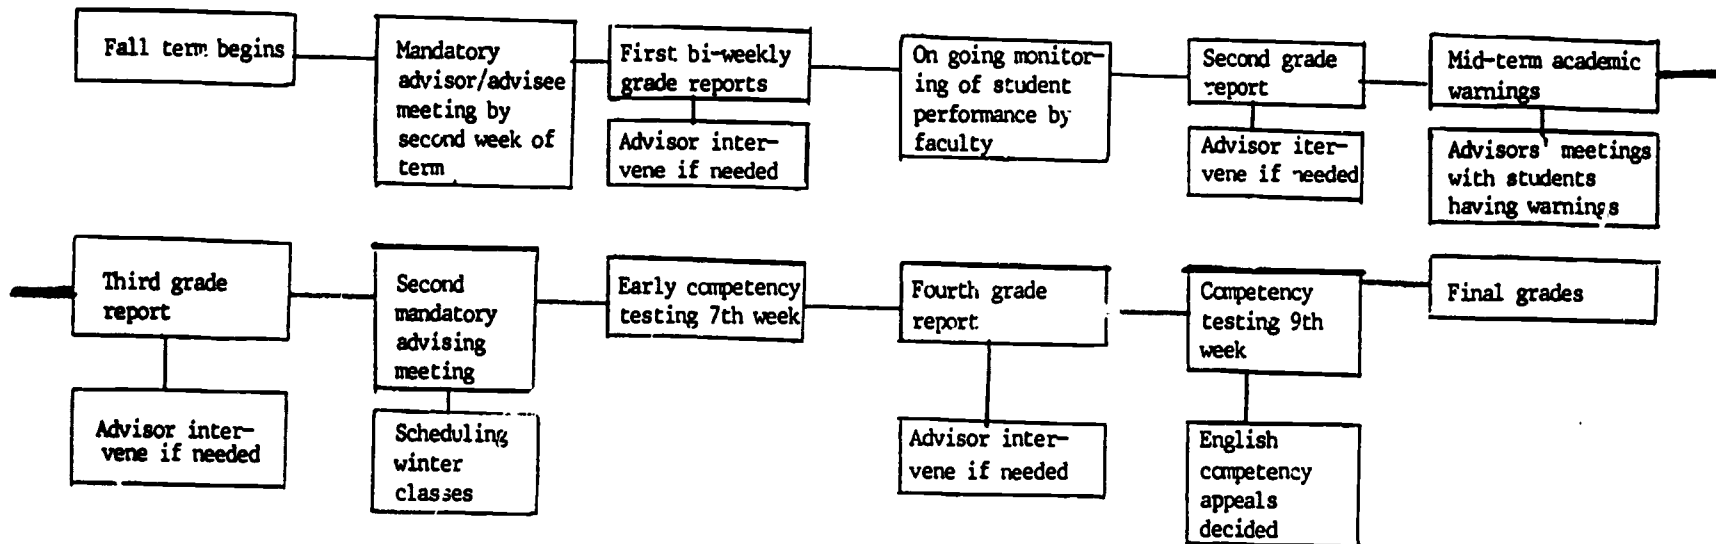 Fall term begins
Mandatory
advisor/advisee
meeting by
second week of
term
First bi-weekly
grade reports
Advisor inter-
vene if needed
On going monitor-
ing of student
performance by
faculty
Second grade
report
Advisor iter-
vene if needed
Mid-term academic
warnings
Advisors' meetings
with students
having warnings
Third grade
report
Advisor inter-
vene if needed
Second
mandatory
advising
meeting
Scheduling
winter
classes
Early competency
testing 7th week
Fourth grade
report
Advisor inter-
vene if needed
Competency
testing 9th
week
English
competency
appeals
decided
Final grades